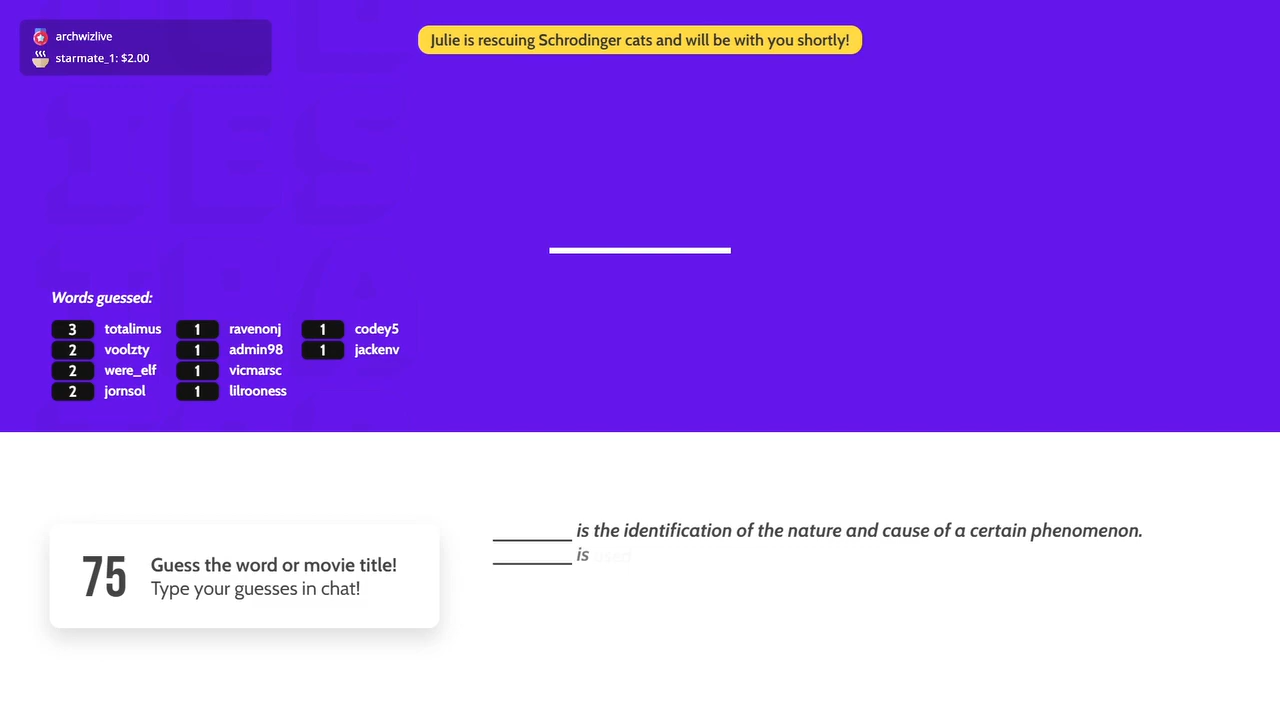 archwizlive
starmate_1: $2.00
Julie is rescuing Schrodinger cats and will be with you shortly!
Words guessed:
3 totalimus 1 ravenonj 1 codey5
2 voolzty 1 admin98 1 jackenv
2 were_elf 1 vicmarsc
2 jornsol 1 lilrooness
75
Guess the word or movie title!
Type your guesses in chat!
_________ is the identification of the nature and cause of a certain phenomenon.
_________ is used